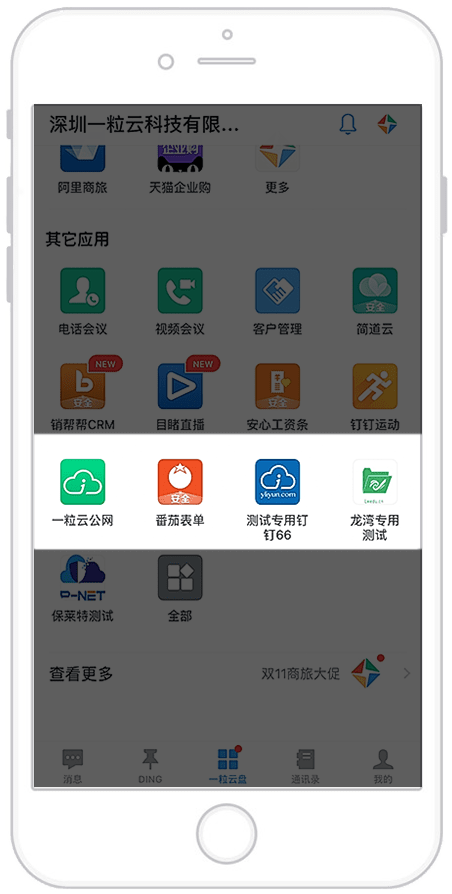 深圳一粒云科技有限...
企业购
阿里商旅
天猫企业购
更多
其它应用
安全
电话会议
视频会议
客户管理
简道云
NEW
NEW
安全
安全
销帮帮CRM
目睹直播
安心工资条
钉钉运动
yliyun.com
安全
一粒云公网
番茄表单
测试专用钉
钉66
龙湾专用
测试
P-NET
保莱特测试
全部
查看更多
双11商旅大促
消息
DING
一粒云盘
通讯录
我的